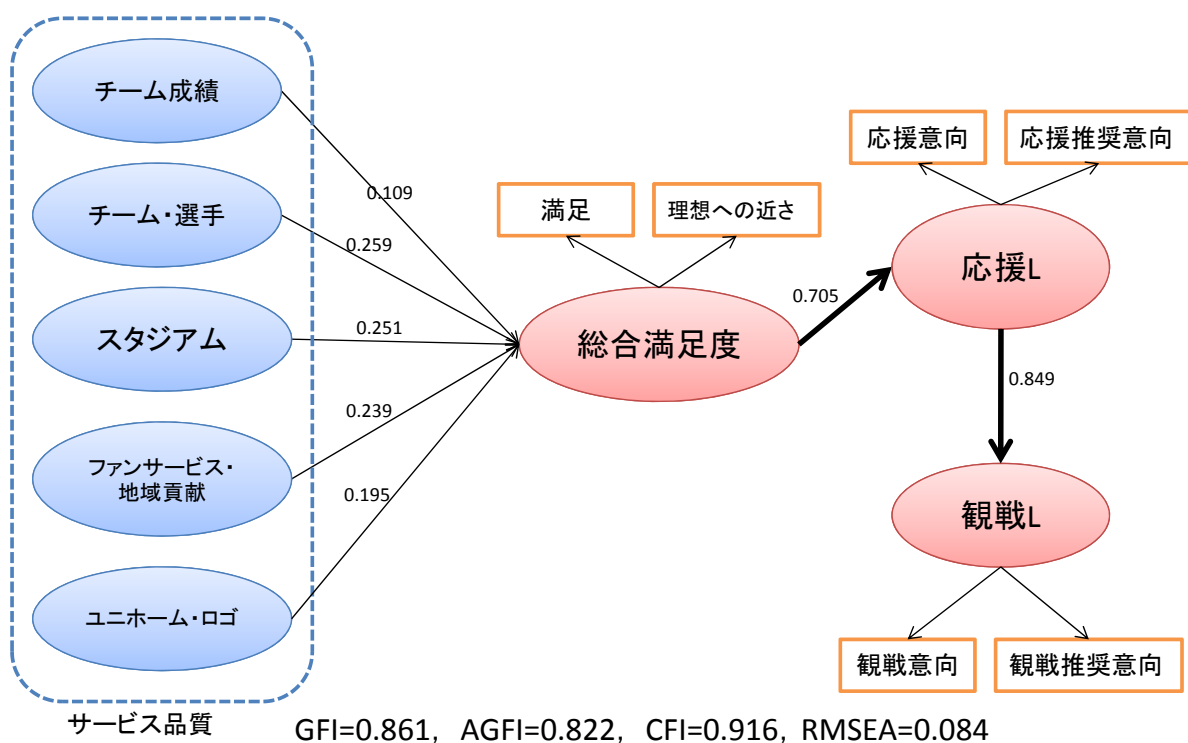 チーム成績
チーム・選手
スタジアム
ファンサービス・
地域貢献
ユニホーム・ロゴ
サービス品質
0.109
0.259
0.251
0.239
0.195
満足
理想への近さ
総合満足度
0.705
応援意向
応援推奨意向
応援L
0.849
観戦L
観戦意向
観戦推奨意向
GFI=0.861, AGFI=0.822, CFI=0.916, RMSEA=0.084